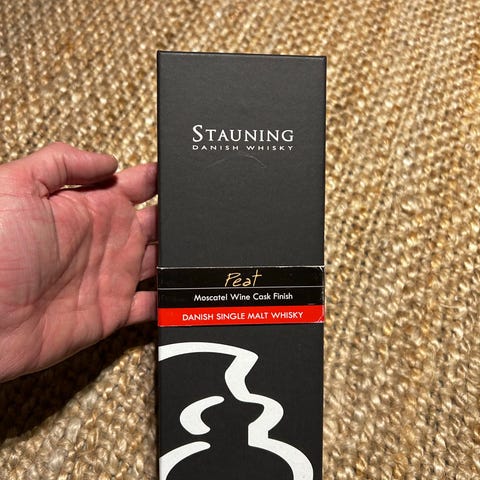 STAUNING
DANISH WHISKY
Peat
Moscatel Wine Cask Finish
DANISH SINGLE MALT WHISKY